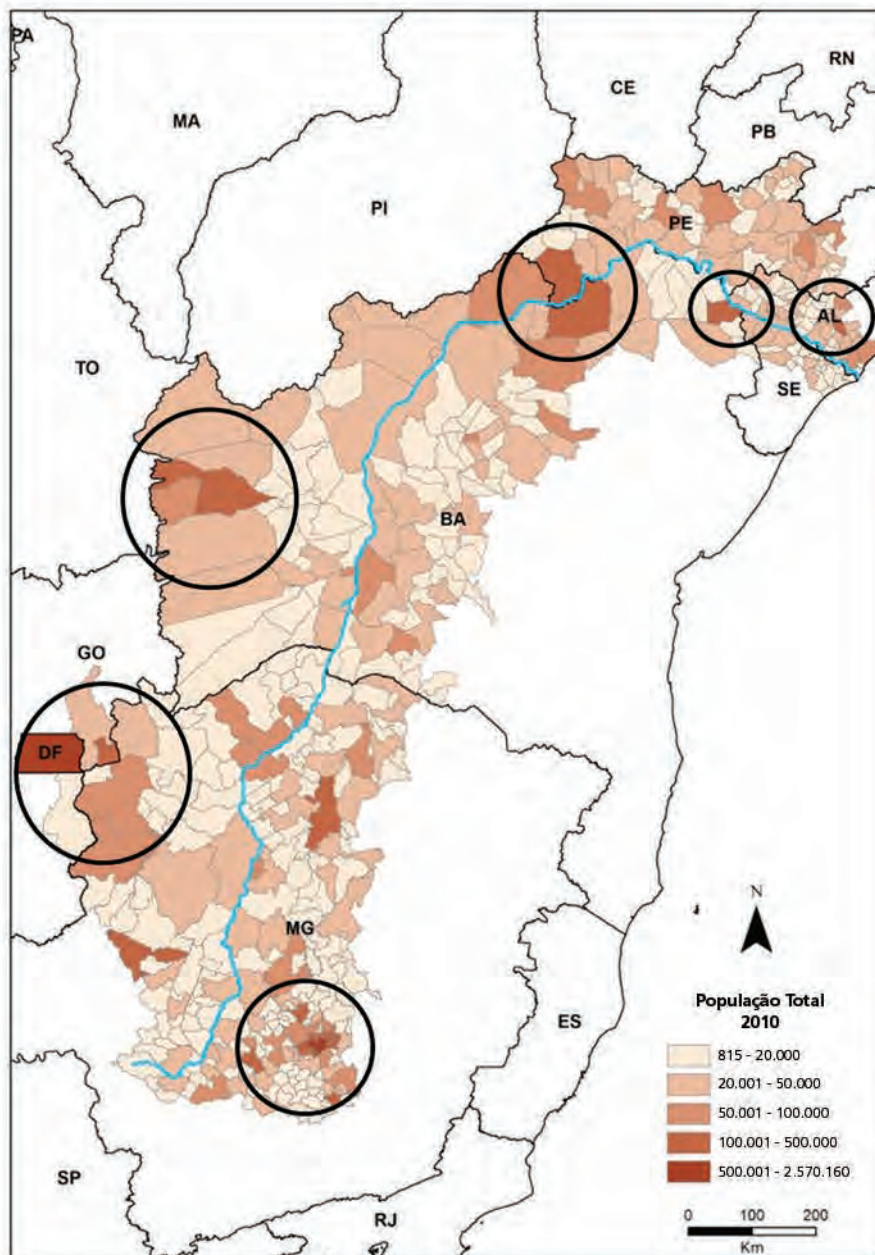 PA
MA
CE
RN
PB
PI
PE
TO
AL
SE
BA
GO
DF
MG
ES
SP
RJ
N
População Total
2010
815 - 20.000
20.001 - 50.000
50.001 - 100.000
100.001 - 500.000
500.001 - 2.570.160
0 100 200
Km